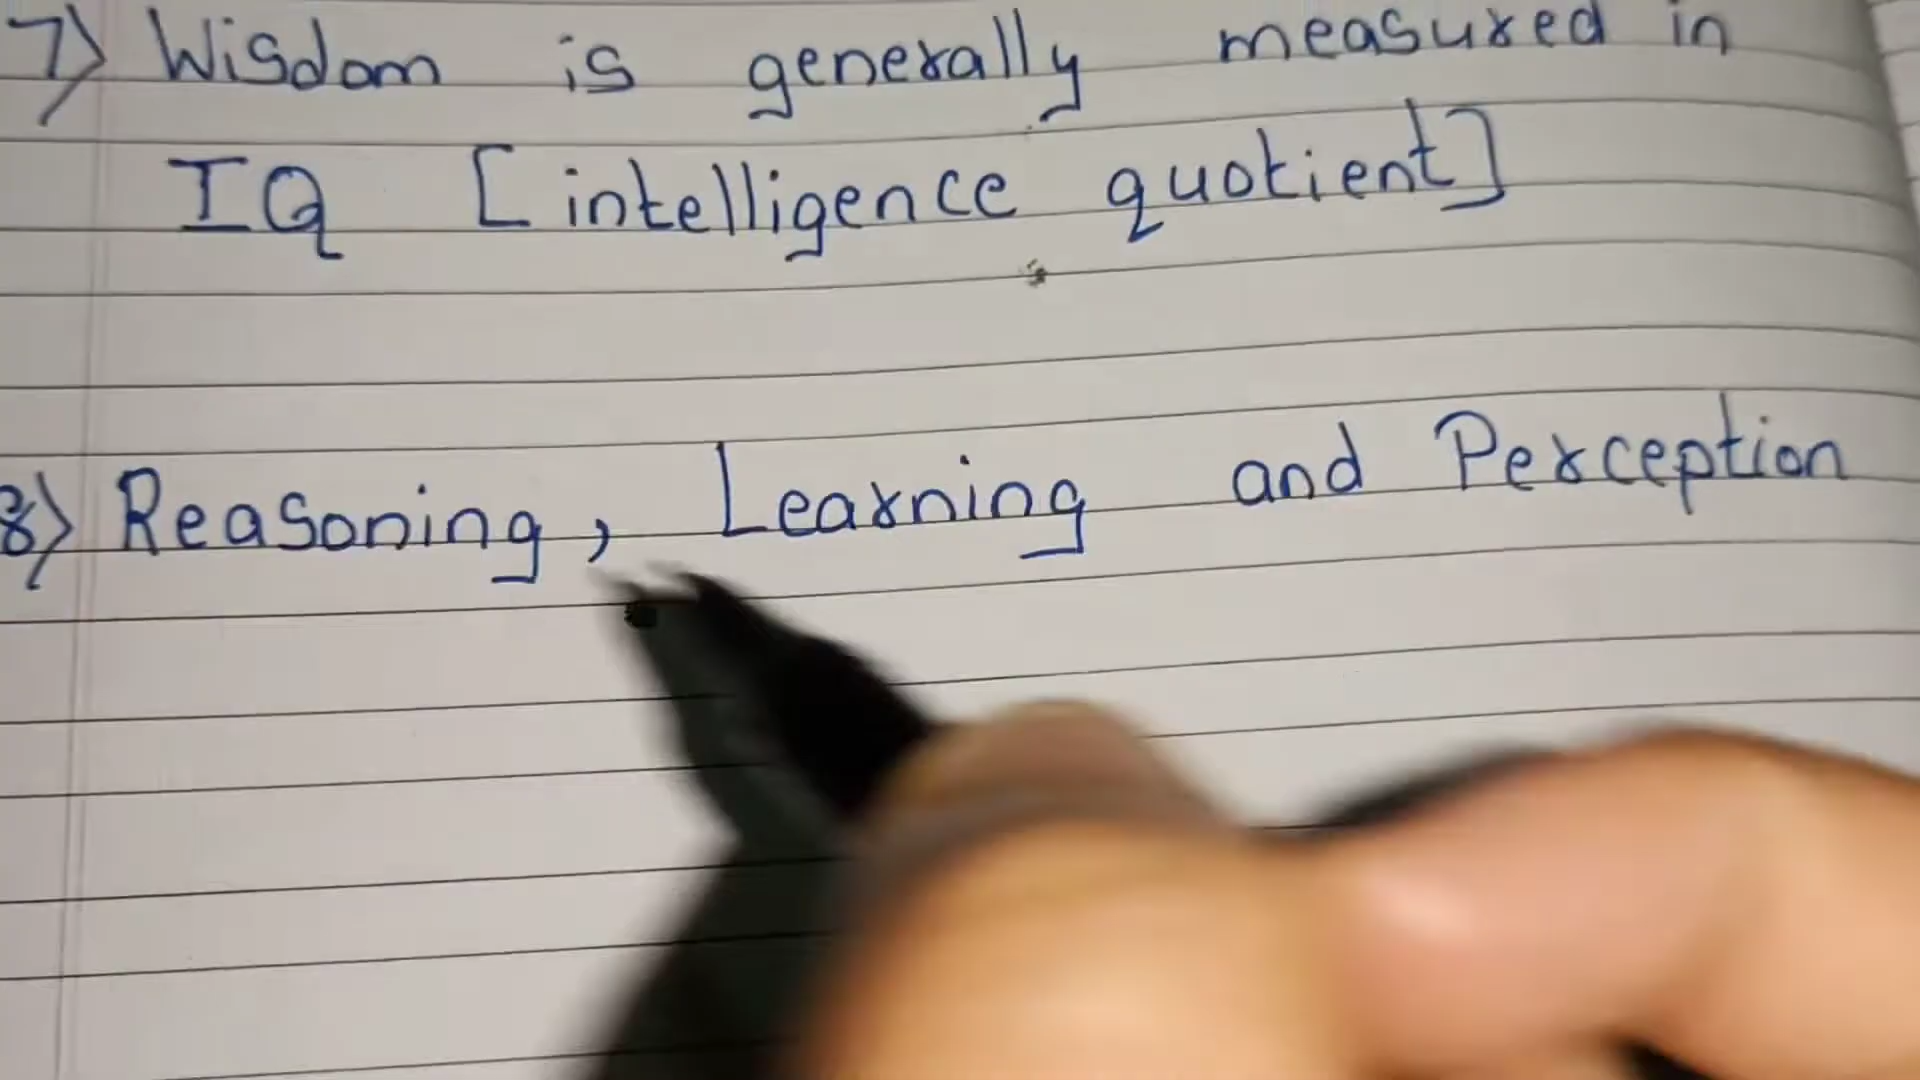 7) Wisdom is generally measured in
IQ [intelligence quotient]
8) Reasoning, Learning and Perception